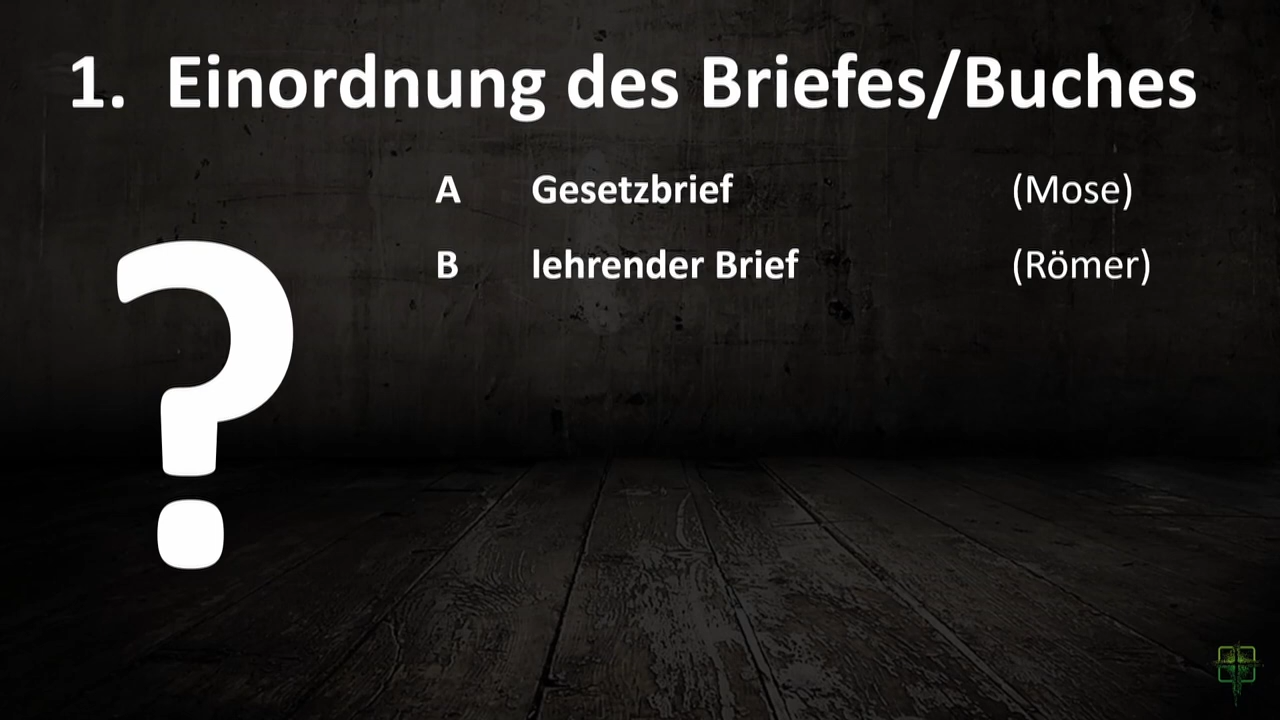 1. Einordnung des Briefes/Buches
A Gesetzbrief (Mose)
B lehrender Brief (Römer)
?